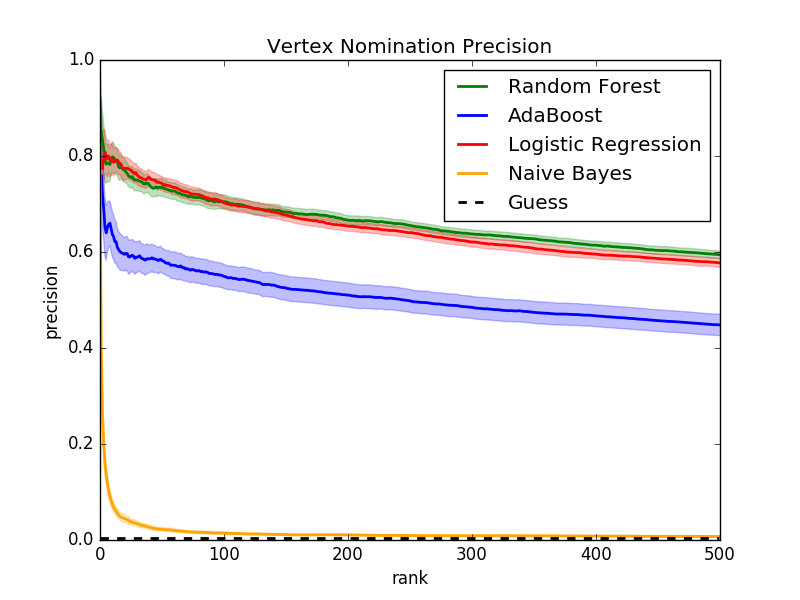 Vertex Nomination Precision
1.0
0.8
0.6
0.4
0.2
0.0
precision
Random Forest
AdaBoost
Logistic Regression
Naive Bayes
Guess
0 100 200 300 400 500
rank